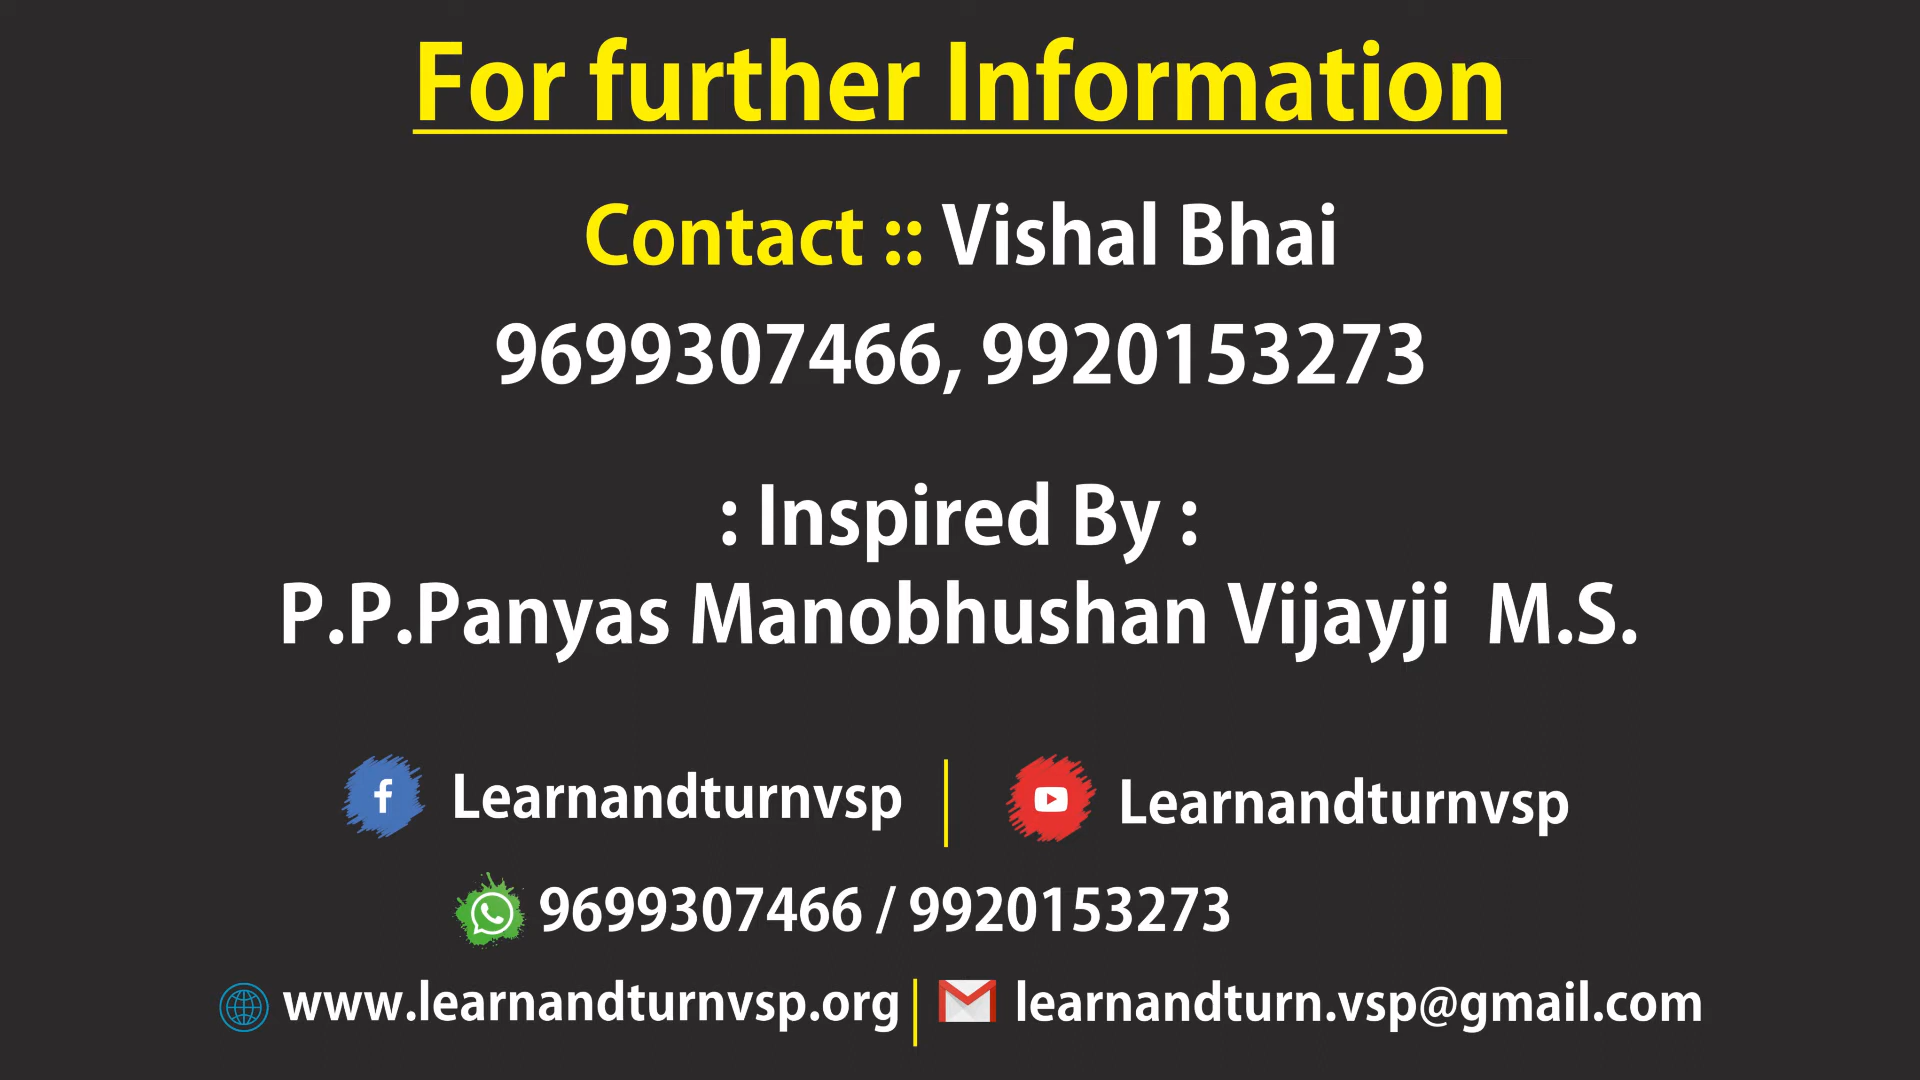 For further Information
Contact :: Vishal Bhai
9699307466, 9920153273
: Inspired By :
P.P.Panyas Manobhushan Vijayji  M.S.
Learnandturnvsp
Learnandturnvsp
9699307466 / 9920153273
www.learnandturnvsp.org
learnandturn.vsp@gmail.com